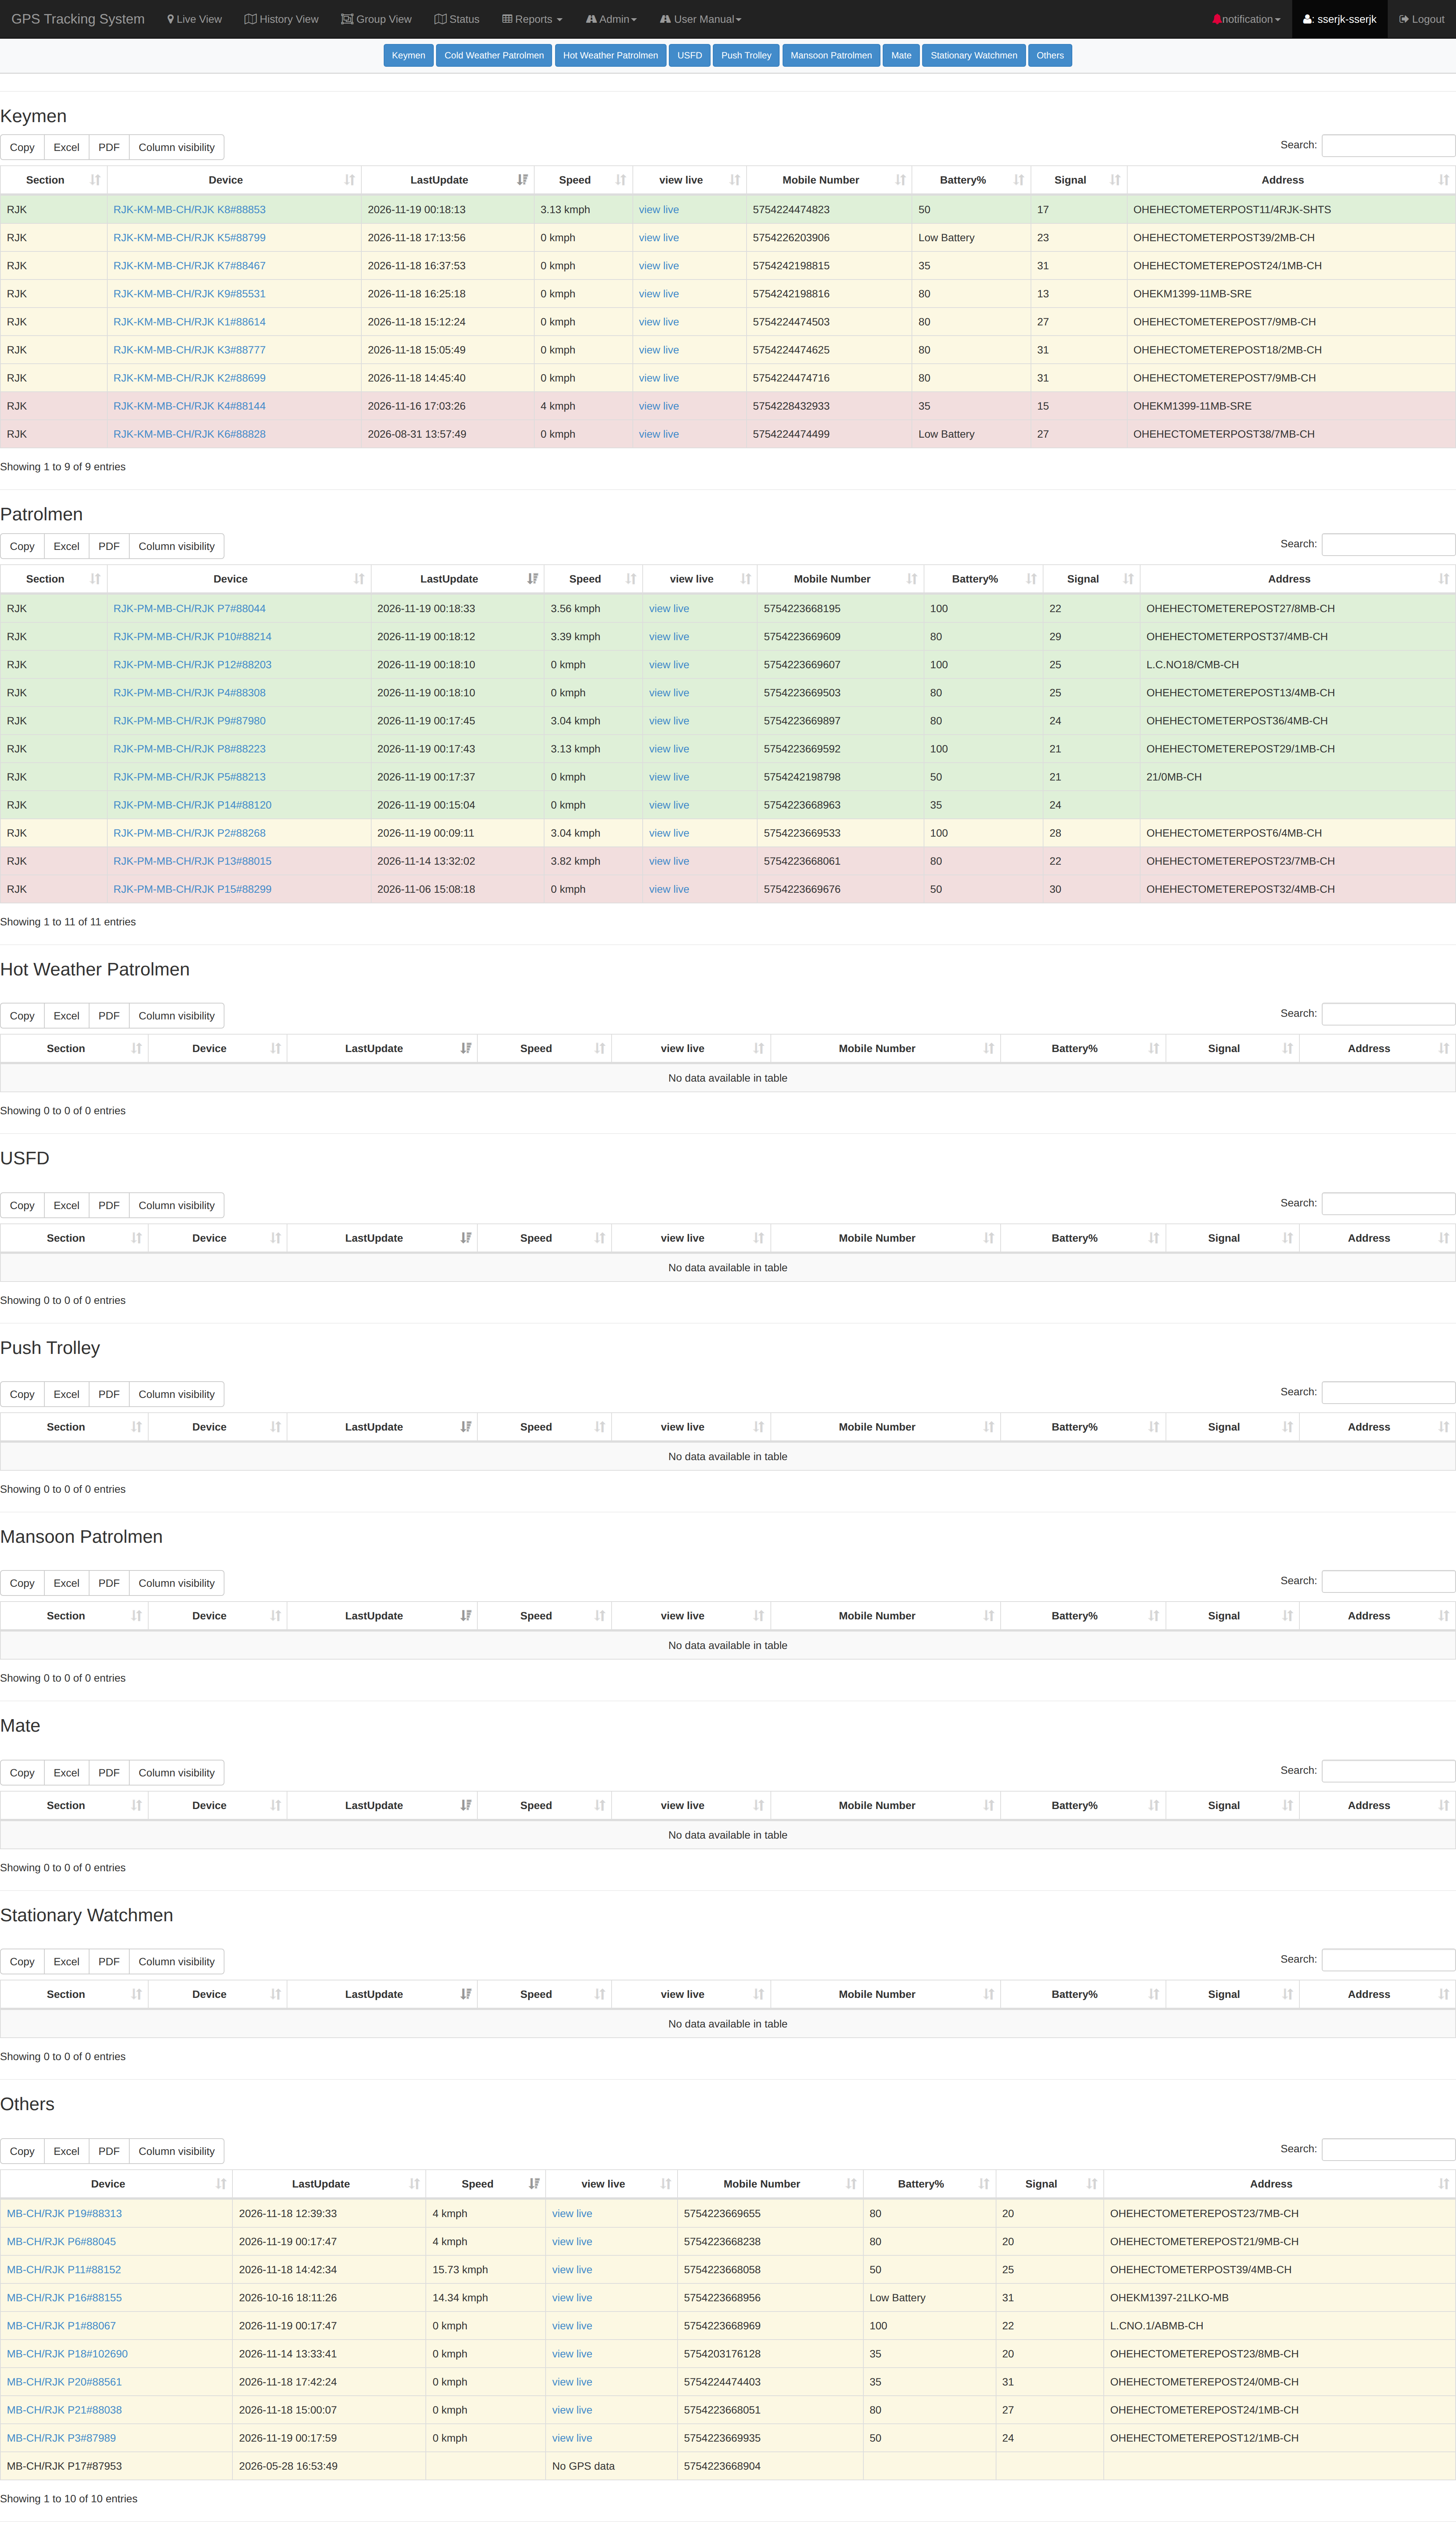 GPS Tracking System Live View History View Group View Status Reports Admin User Manual notification : sserjk-sserjk Logout
Keymen Cold Weather Patrolmen Hot Weather Patrolmen USFD Push Trolley Mansoon Patrolmen Mate Stationary Watchmen Others
Keymen
Copy Excel PDF Column visibility Search:
Section Device LastUpdate Speed view live Mobile Number Battery% Signal Address
RJK RJK-KM-MB-CH/RJK K8#88853 2026-11-19 00:18:13 3.13 kmph view live 5754224474823 50 17 OHEHECTOMETERPOST11/4RJK-SHTS
RJK RJK-KM-MB-CH/RJK K5#88799 2026-11-18 17:13:56 0 kmph view live 5754226203906 Low Battery 23 OHEHECTOMETERPOST39/2MB-CH
RJK RJK-KM-MB-CH/RJK K7#88467 2026-11-18 16:37:53 0 kmph view live 5754242198815 35 31 OHEHECTOMETEREPOST24/1MB-CH
RJK RJK-KM-MB-CH/RJK K9#85531 2026-11-18 16:25:18 0 kmph view live 5754242198816 80 13 OHEKM1399-11MB-SRE
RJK RJK-KM-MB-CH/RJK K1#88614 2026-11-18 15:12:24 0 kmph view live 5754224474503 80 27 OHEHECTOMETEREPOST7/9MB-CH
RJK RJK-KM-MB-CH/RJK K3#88777 2026-11-18 15:05:49 0 kmph view live 5754224474625 80 31 OHEHECTOMETEREPOST18/2MB-CH
RJK RJK-KM-MB-CH/RJK K2#88699 2026-11-18 14:45:40 0 kmph view live 5754224474716 80 31 OHEHECTOMETEREPOST7/9MB-CH
RJK RJK-KM-MB-CH/RJK K4#88144 2026-11-16 17:03:26 4 kmph view live 5754228432933 35 15 OHEKM1399-11MB-SRE
RJK RJK-KM-MB-CH/RJK K6#88828 2026-08-31 13:57:49 0 kmph view live 5754224474499 Low Battery 27 OHEHECTOMETERPOST38/7MB-CH
Showing 1 to 9 of 9 entries
Patrolmen
Copy Excel PDF Column visibility Search:
Section Device LastUpdate Speed view live Mobile Number Battery% Signal Address
RJK RJK-PM-MB-CH/RJK P7#88044 2026-11-19 00:18:33 3.56 kmph view live 5754223668195 100 22 OHEHECTOMETEREPOST27/8MB-CH
RJK RJK-PM-MB-CH/RJK P10#88214 2026-11-19 00:18:12 3.39 kmph view live 5754223669609 80 29 OHEHECTOMETERPOST37/4MB-CH
RJK RJK-PM-MB-CH/RJK P12#88203 2026-11-19 00:18:10 0 kmph view live 5754223669607 100 25 L.C.NO18/CMB-CH
RJK RJK-PM-MB-CH/RJK P4#88308 2026-11-19 00:18:10 0 kmph view live 5754223669503 80 25 OHEHECTOMETEREPOST13/4MB-CH
RJK RJK-PM-MB-CH/RJK P9#87980 2026-11-19 00:17:45 3.04 kmph view live 5754223669897 80 24 OHEHECTOMETERPOST36/4MB-CH
RJK RJK-PM-MB-CH/RJK P8#88223 2026-11-19 00:17:43 3.13 kmph view live 5754223669592 100 21 OHEHECTOMETEREPOST29/1MB-CH
RJK RJK-PM-MB-CH/RJK P5#88213 2026-11-19 00:17:37 0 kmph view live 5754242198798 50 21 21/0MB-CH
RJK RJK-PM-MB-CH/RJK P14#88120 2026-11-19 00:15:04 0 kmph view live 5754223668963 35 24
RJK RJK-PM-MB-CH/RJK P2#88268 2026-11-19 00:09:11 3.04 kmph view live 5754223669533 100 28 OHEHECTOMETERPOST6/4MB-CH
RJK RJK-PM-MB-CH/RJK P13#88015 2026-11-14 13:32:02 3.82 kmph view live 5754223668061 80 22 OHEHECTOMETEREPOST23/7MB-CH
RJK RJK-PM-MB-CH/RJK P15#88299 2026-11-06 15:08:18 0 kmph view live 5754223669676 50 30 OHEHECTOMETEREPOST32/4MB-CH
Showing 1 to 11 of 11 entries
Hot Weather Patrolmen
Copy Excel PDF Column visibility Search:
Section Device LastUpdate Speed view live Mobile Number Battery% Signal Address
No data available in table
Showing 0 to 0 of 0 entries
USFD
Copy Excel PDF Column visibility Search:
Section Device LastUpdate Speed view live Mobile Number Battery% Signal Address
No data available in table
Showing 0 to 0 of 0 entries
Push Trolley
Copy Excel PDF Column visibility Search:
Section Device LastUpdate Speed view live Mobile Number Battery% Signal Address
No data available in table
Showing 0 to 0 of 0 entries
Mansoon Patrolmen
Copy Excel PDF Column visibility Search:
Section Device LastUpdate Speed view live Mobile Number Battery% Signal Address
No data available in table
Showing 0 to 0 of 0 entries
Mate
Copy Excel PDF Column visibility Search:
Section Device LastUpdate Speed view live Mobile Number Battery% Signal Address
No data available in table
Showing 0 to 0 of 0 entries
Stationary Watchmen
Copy Excel PDF Column visibility Search:
Section Device LastUpdate Speed view live Mobile Number Battery% Signal Address
No data available in table
Showing 0 to 0 of 0 entries
Others
Copy Excel PDF Column visibility Search:
Device LastUpdate Speed view live Mobile Number Battery% Signal Address
MB-CH/RJK P19#88313 2026-11-18 12:39:33 4 kmph view live 5754223669655 80 20 OHEHECTOMETEREPOST23/7MB-CH
MB-CH/RJK P6#88045 2026-11-19 00:17:47 4 kmph view live 5754223668238 80 20 OHEHECTOMETEREPOST21/9MB-CH
MB-CH/RJK P11#88152 2026-11-18 14:42:34 15.73 kmph view live 5754223668058 50 25 OHEHECTOMETERPOST39/4MB-CH
MB-CH/RJK P16#88155 2026-10-16 18:11:26 14.34 kmph view live 5754223668956 Low Battery 31 OHEKM1397-21LKO-MB
MB-CH/RJK P1#88067 2026-11-19 00:17:47 0 kmph view live 5754223668969 100 22 L.CNO.1/ABMB-CH
MB-CH/RJK P18#102690 2026-11-14 13:33:41 0 kmph view live 5754203176128 35 20 OHEHECTOMETEREPOST23/8MB-CH
MB-CH/RJK P20#88561 2026-11-18 17:42:24 0 kmph view live 5754224474403 35 31 OHEHECTOMETEREPOST24/0MB-CH
MB-CH/RJK P21#88038 2026-11-18 15:00:07 0 kmph view live 5754223668051 80 27 OHEHECTOMETEREPOST24/1MB-CH
MB-CH/RJK P3#87989 2026-11-19 00:17:59 0 kmph view live 5754223669935 50 24 OHEHECTOMETEREPOST12/1MB-CH
MB-CH/RJK P17#87953 2026-05-28 16:53:49 No GPS data 5754223668904
Showing 1 to 10 of 10 entries